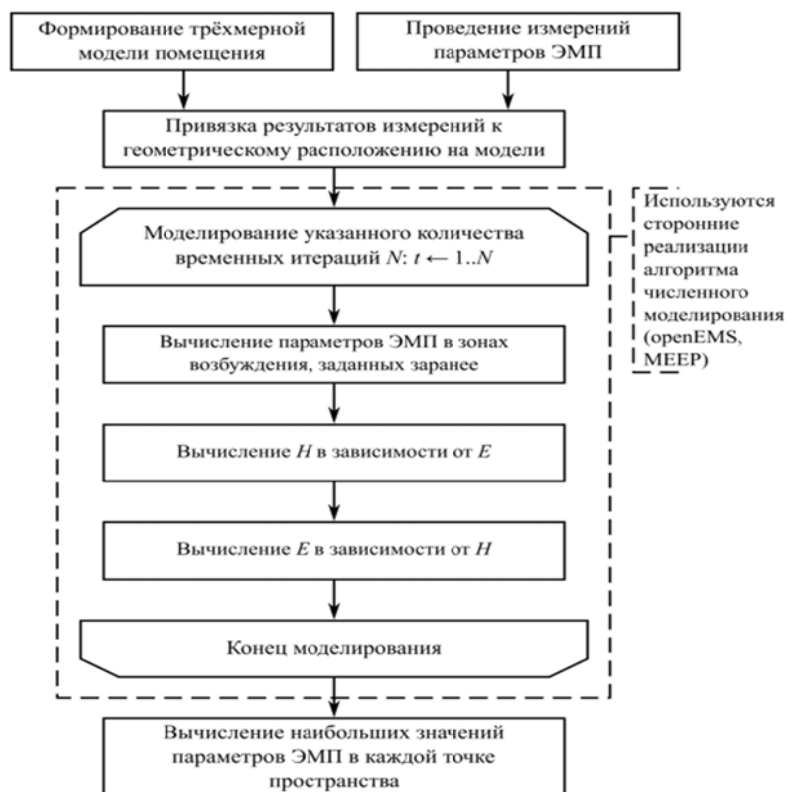 Формирование трёхмерной
модели помещения
Проведение измерений
параметров ЭМП
Привязка результатов измерений к
геометрическому расположению на модели
Моделирование указанного количества
временных итераций N: t ← 1..N
Используются
сторонние
реализации
алгоритма
численного
моделирования
(openEMS,
MEEP)
Вычисление параметров ЭМП в зонах
возбуждения, заданных заранее
Вычисление H в зависимости от E
Вычисление E в зависимости от H
Конец моделирования
Вычисление наибольших значений
параметров ЭМП в каждой точке
пространства